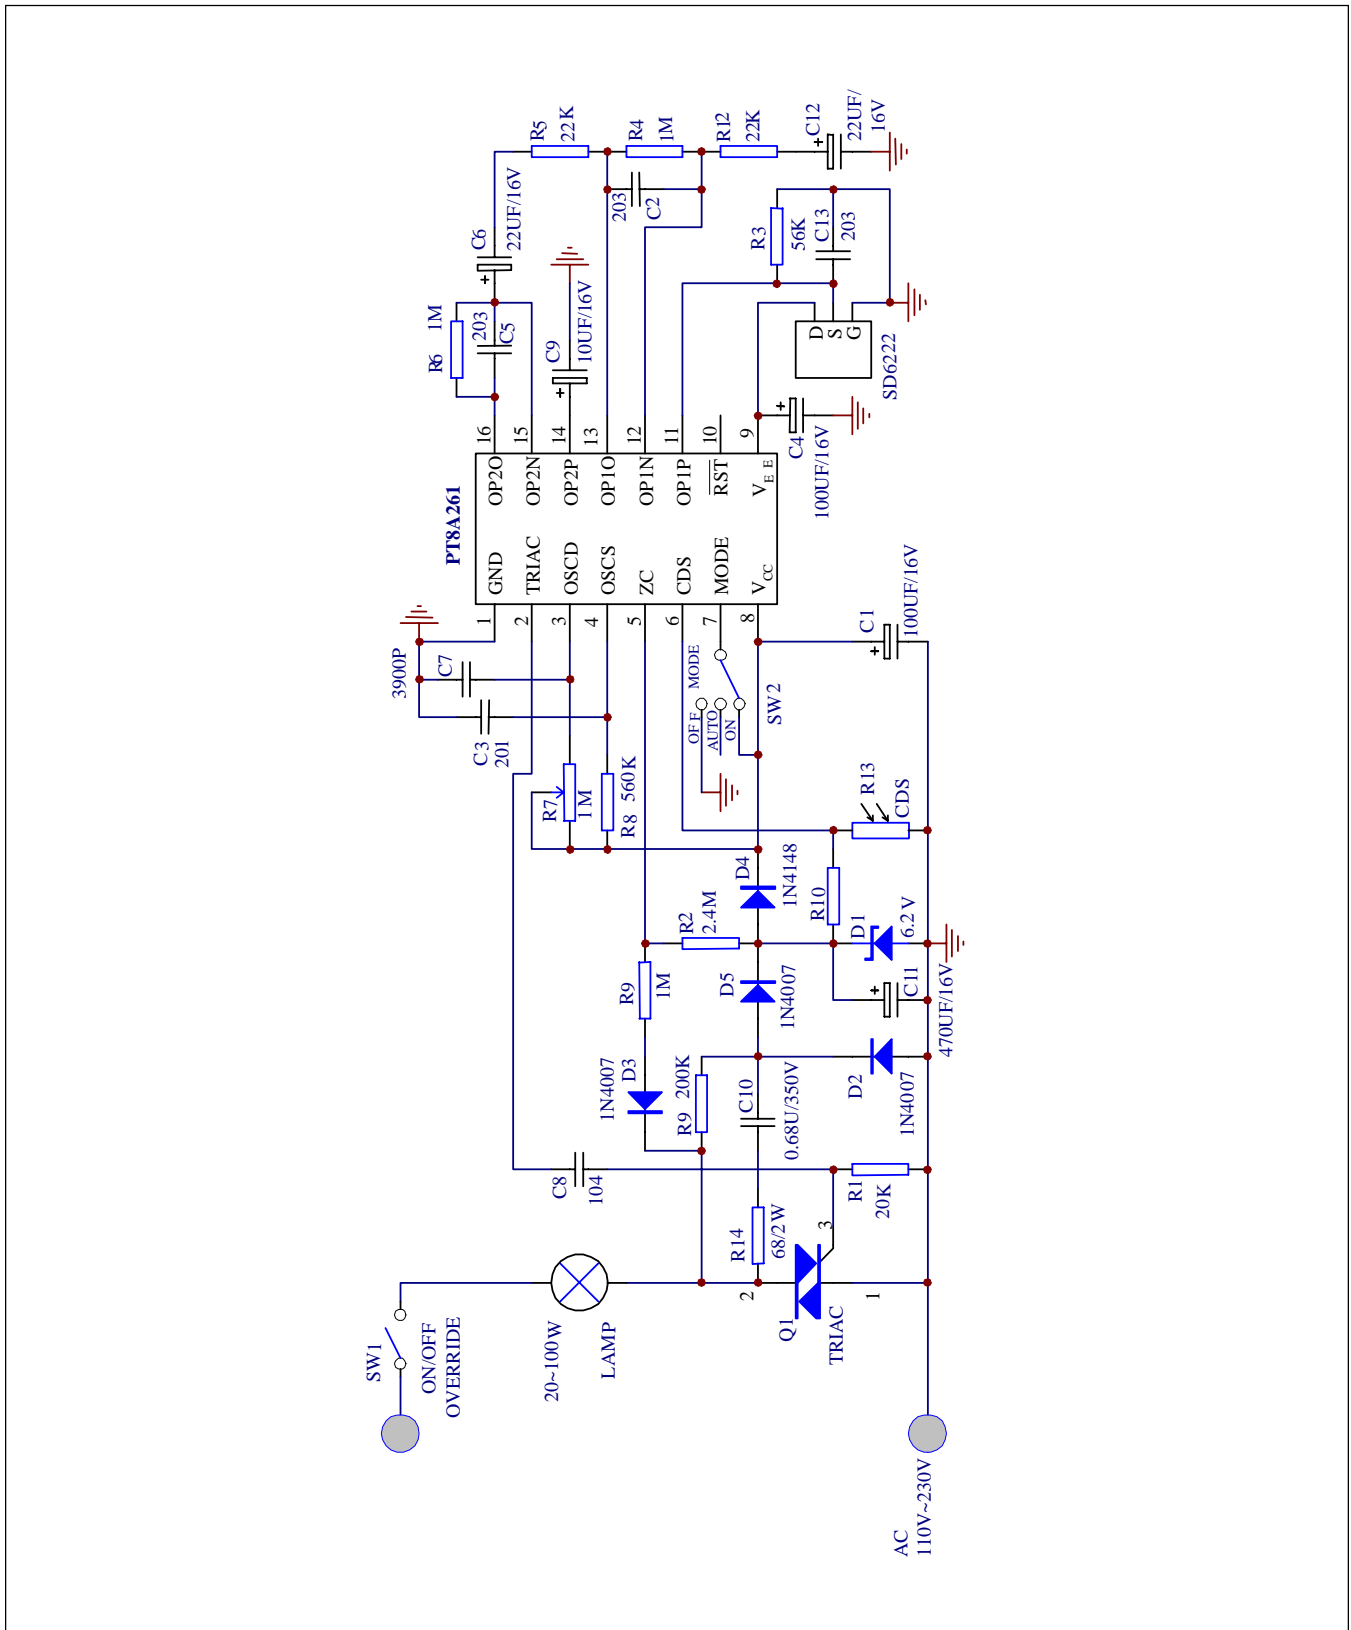 R5
22K
R4
1M
R12
22K
C12
22UF/
16V
+
C6
22UF/16V
+
203
C2
R3
56K
C13
203
R6
1M
203
C5
C9
10UF/16V
+
D
S
G
SD6222
C4
100UF/16V
+
16
15
14
13
12
11
10
9
PT8A261
OP2O
OP2N
OP2P
OP1O
OP1N
OP1P
RST
VEE
GND
TRIAC
OSCD
OSCS
ZC
CDS
MODE
VCC
1
2
3
4
5
6
7
8
3900P
C7
C3
201
MODE
OFF
AUTO
ON
SW2
C1
100UF/16V
+
R7
1M
R8
560K
R13
CDS
D4
1N4148
R2
2.4M
R10
D1
6.2V
R9
1M
D5
1N4007
C11
470UF/16V
+
1N4007
D3
R9
200K
C10
0.68U/350V
D2
1N4007
C8
104
R14
68/2W
R1
20K
2
3
1
Q1
TRIAC
SW1
ON/OFF
OVERRIDE
20~100W
LAMP
AC
110V~230V